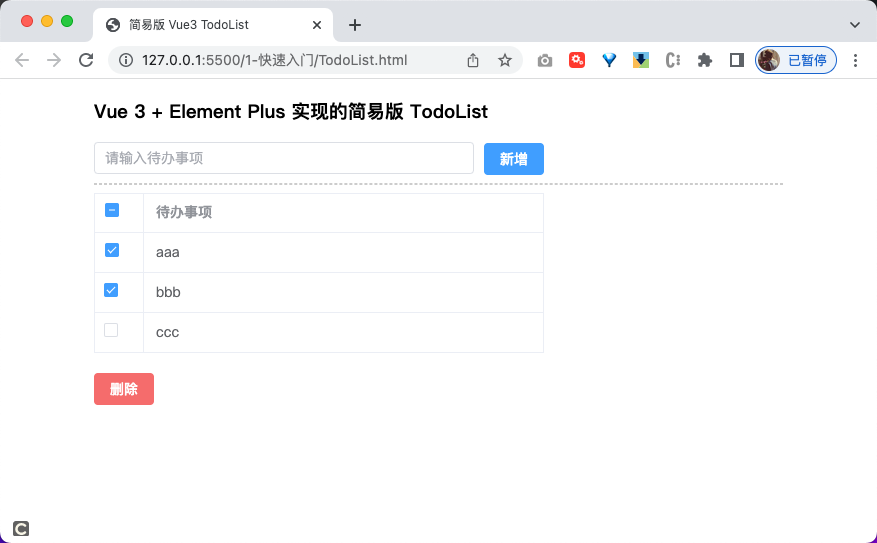 简易版 Vue3 TodoList
127.0.0.1:5500/1-快速入门/TodoList.html
已暂停
Vue 3 + Element Plus 实现的简易版 TodoList
请输入待办事项
新增
待办事项
aaa
bbb
ccc
删除